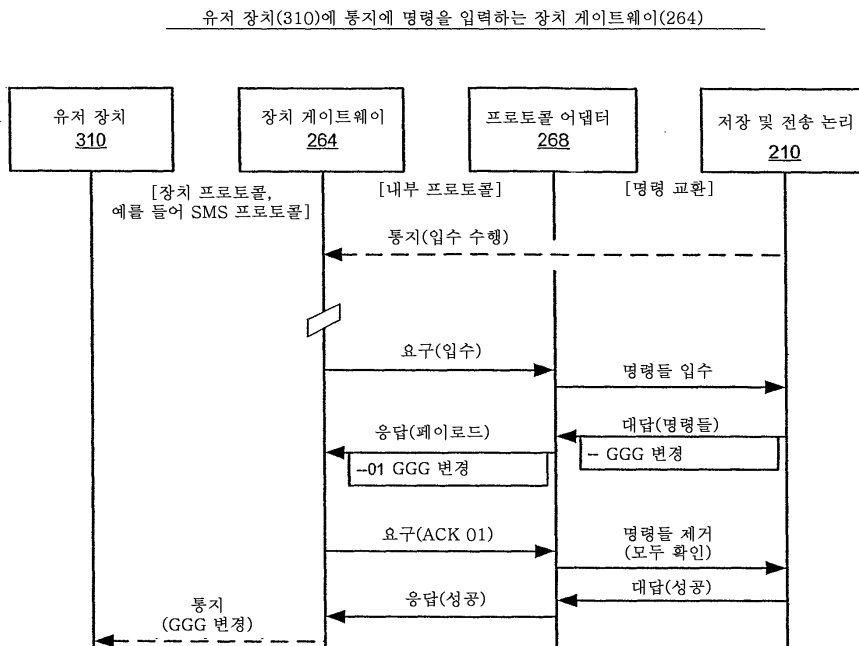 유저 장치(310)에 통지에 명령을 입력하는 장치 게이트웨이(264)
유저 장치
310
장치 게이트웨이
264
프로토콜 어댑터
268
저장 및 전송 논리
210
[장치 프로토콜,
예를 들어 SMS 프로토콜]
[내부 프로토콜]
[명령 교환]
통지(입수 수행)
요구(입수)
명령들 입수
대답(명령들)
-- GGG 변경
응답(페이로드)
--01 GGG 변경
요구(ACK 01)
명령들 제거
(모두 확인)
대답(성공)
응답(성공)
통지
(GGG 변경)